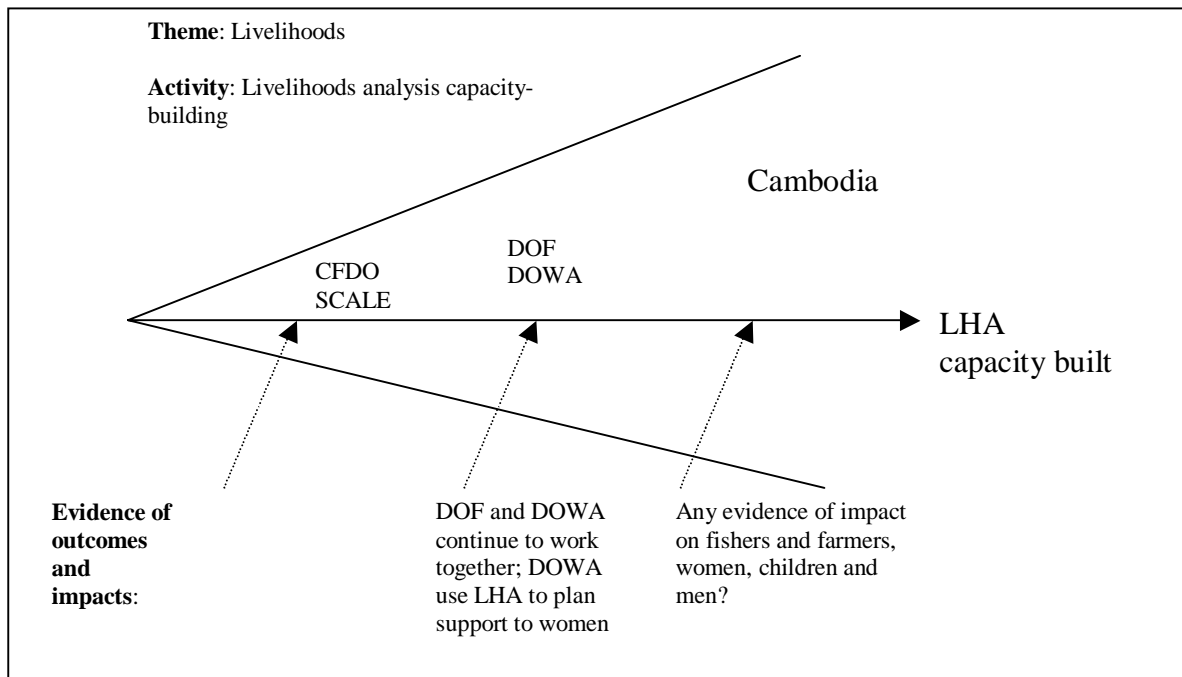 Theme: Livelihoods
Activity: Livelihoods analysis capacity-
building
Cambodia
DOF
DOWA
CFDO
SCALE
LHA
capacity built
Evidence of
outcomes
and
impacts:
DOF and DOWA
continue to work
together; DOWA
use LHA to plan
support to women
Any evidence of impact
on fishers and farmers,
women, children and
men?